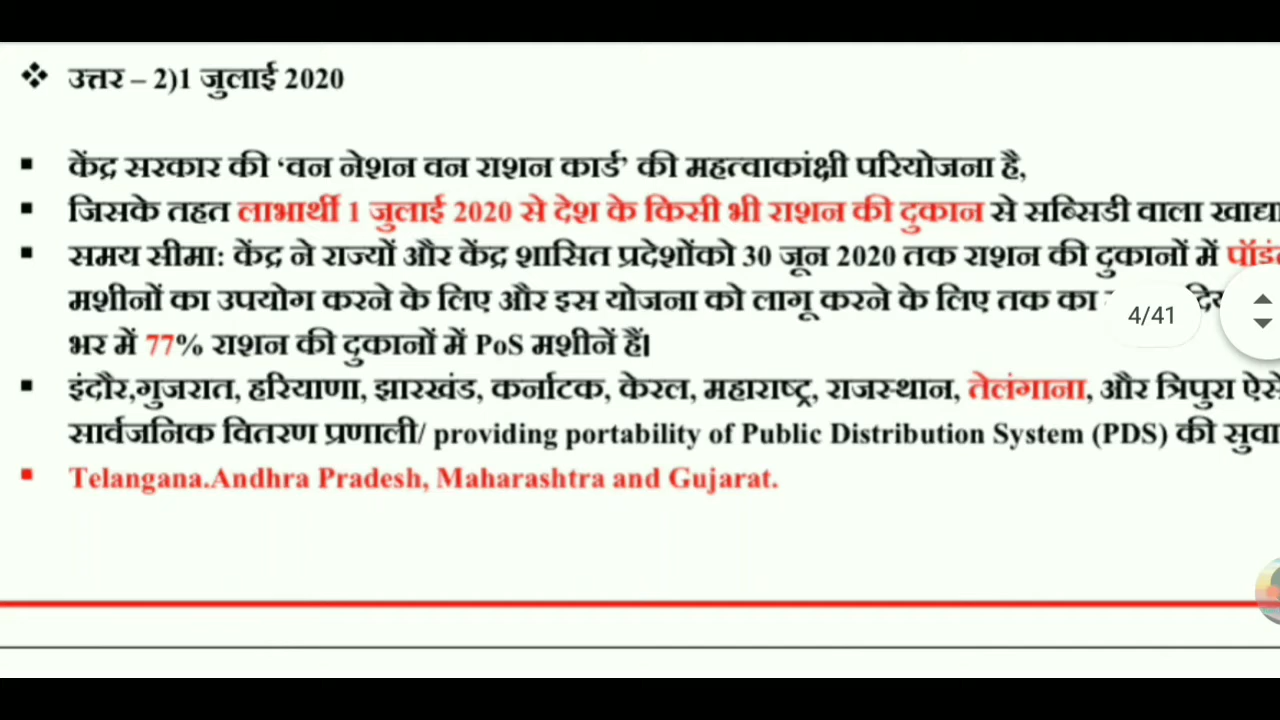 ❖ उत्तर – 2)1 जुलाई 2020
▪ केंद्र सरकार की ‘वन नेशन वन राशन कार्ड’ की महत्वाकांक्षी परियोजना है,
▪ जिसके तहत लाभार्थी 1 जुलाई 2020 से देश के किसी भी राशन की दुकान से सब्सिडी वाला
▪ समय सीमा: केंद्र ने राज्यों और केंद्र शासित प्रदेशोंको 30 जून 2020 तक राशन की दुकानों में
मशीनों का उपयोग करने के लिए और इस योजना को लागू करने के लिए तक का
4/41
भर में 77% राशन की दुकानों में PoS मशीनें हैं।
▪ इंदौर,गुजरात, हरियाणा, झारखंड, कर्नाटक, केरल, महाराष्ट्र, राजस्थान, तेलंगाना, और त्रिपुरा ऐसे
सार्वजनिक वितरण प्रणाली/ providing portability of Public Distribution System (PDS) की
▪ Telangana.Andhra Pradesh, Maharashtra and Gujarat.